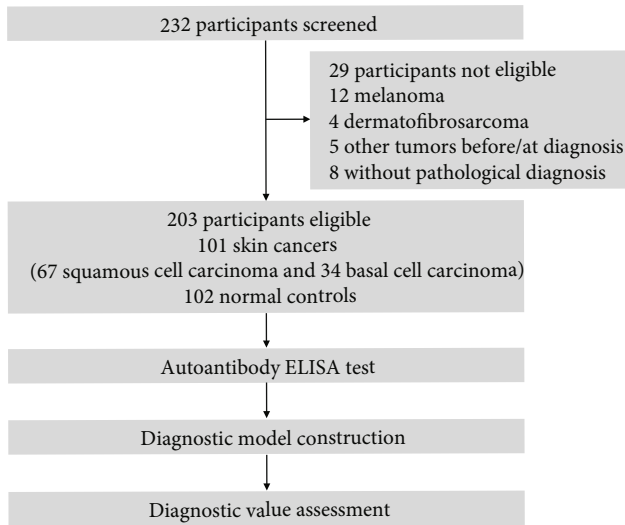 232 participants screened
29 participants not eligible
12 melanoma
4 dermatofibrosarcoma
5 other tumors before/at diagnosis
8 without pathological diagnosis
203 participants eligible
101 skin cancers
(67 squamous cell carcinoma and 34 basal cell carcinoma)
102 normal controls
Autoantibody ELISA test
Diagnostic model construction
Diagnostic value assessment